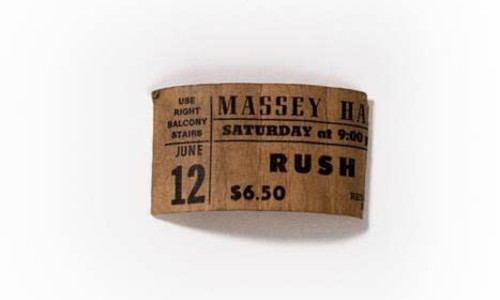 USE
RIGHT
BALCONY
STAIRS
JUNE
12
MASSEY HA
SATURDAY at 9:00
RUSH
$6.50